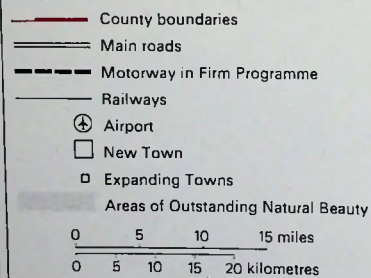 County boundaries
Main roads
Motorway in Firm Programme
Railways
Airport
New Town
Expanding Towns
Areas of Outstanding Natural Beauty
0 5 10 15 miles
0 5 10 15 20 kilometres